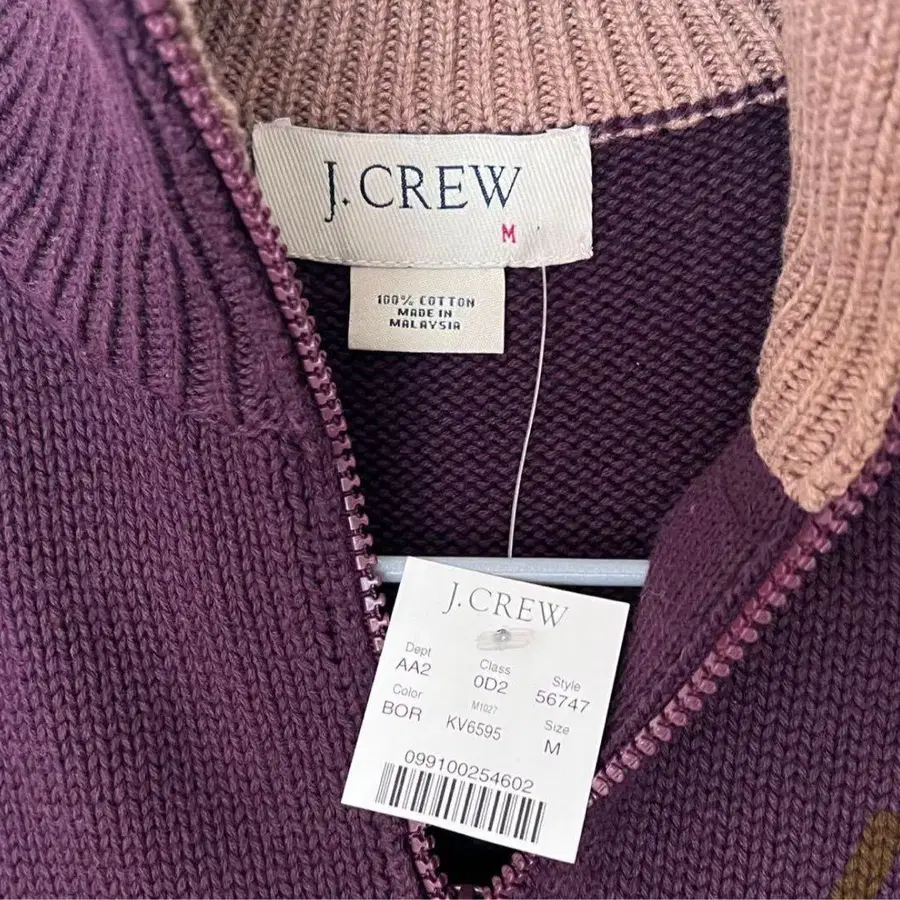 J.CREW
M
100% COTTON
MADE IN
MALAYSIA
J.CREW
Dept Class Style
AA2 0D2 56747
Color M1027 Size
BOR KV6595 M
099100254602